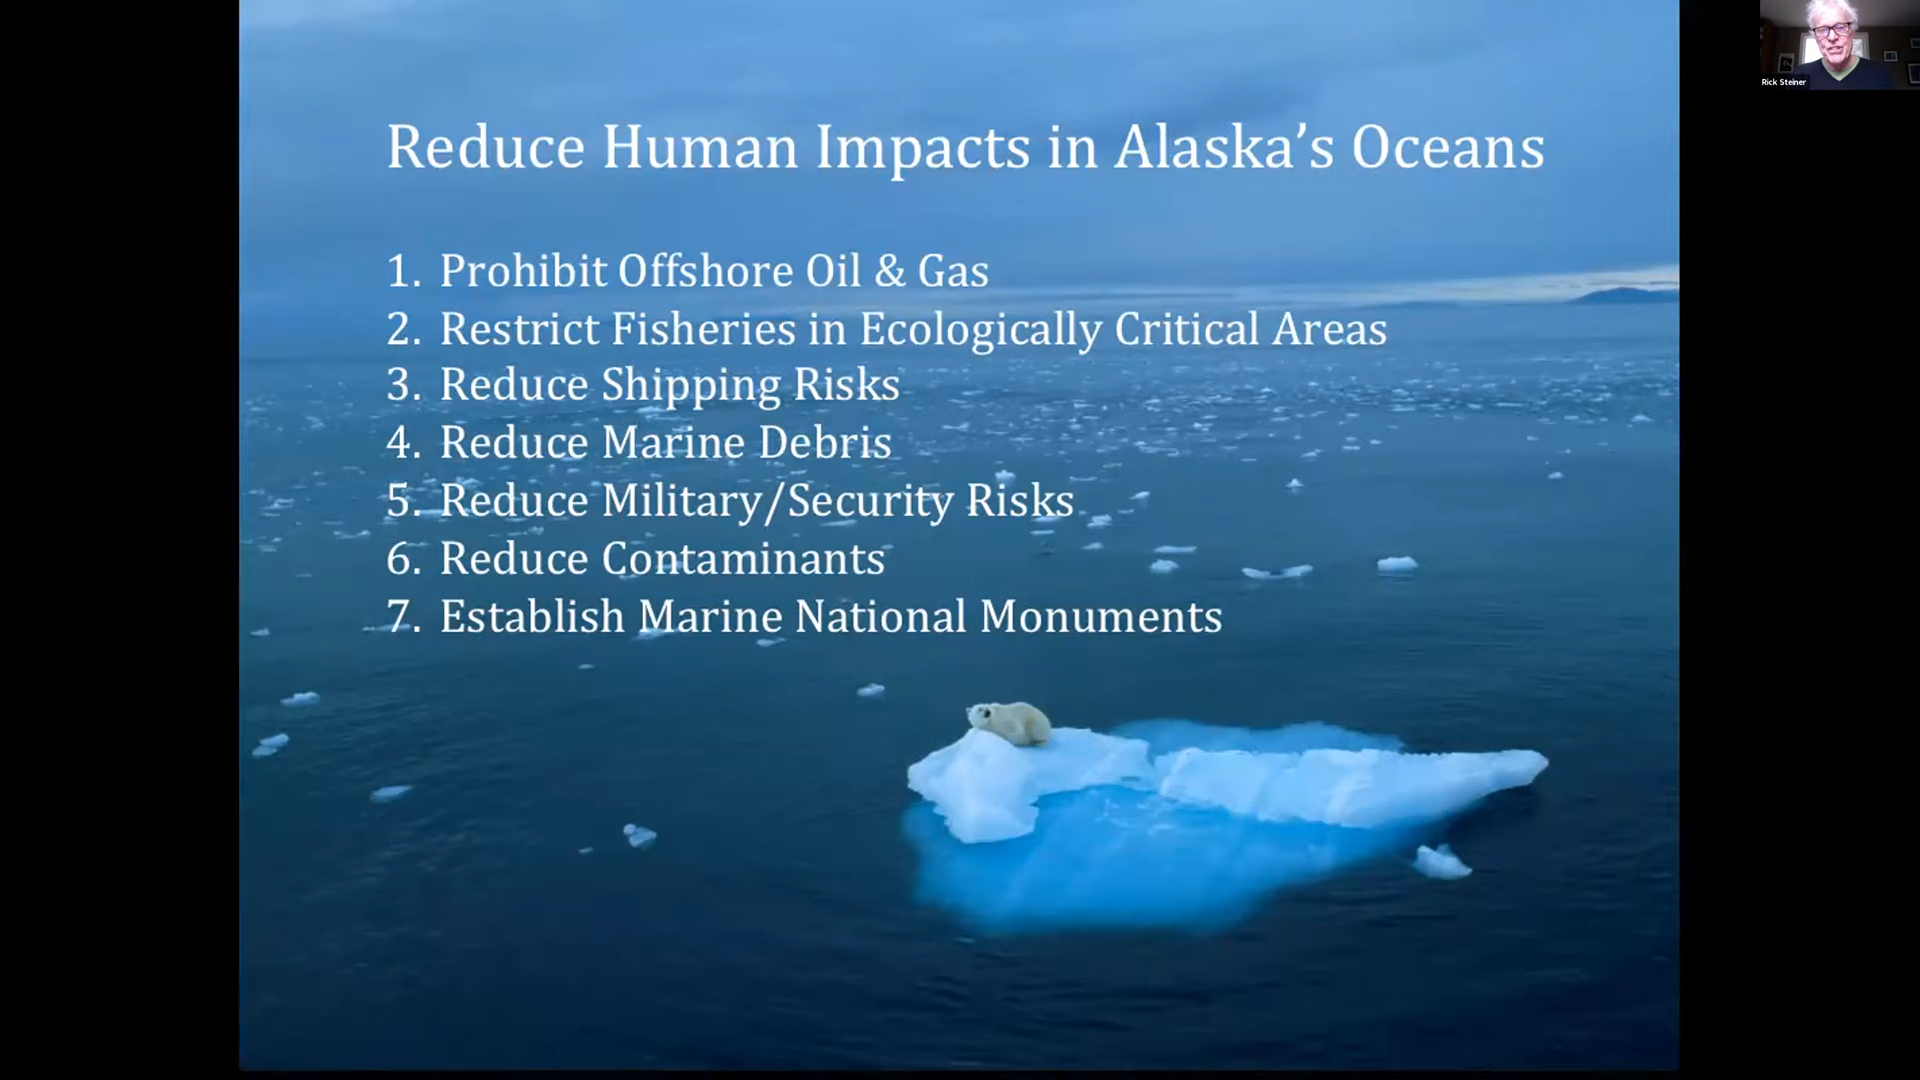 Reduce Human Impacts in Alaska’s Oceans
1. Prohibit Offshore Oil & Gas
2. Restrict Fisheries in Ecologically Critical Areas
3. Reduce Shipping Risks
4. Reduce Marine Debris
5. Reduce Military/Security Risks
6. Reduce Contaminants
7. Establish Marine National Monuments
Rick Steiner